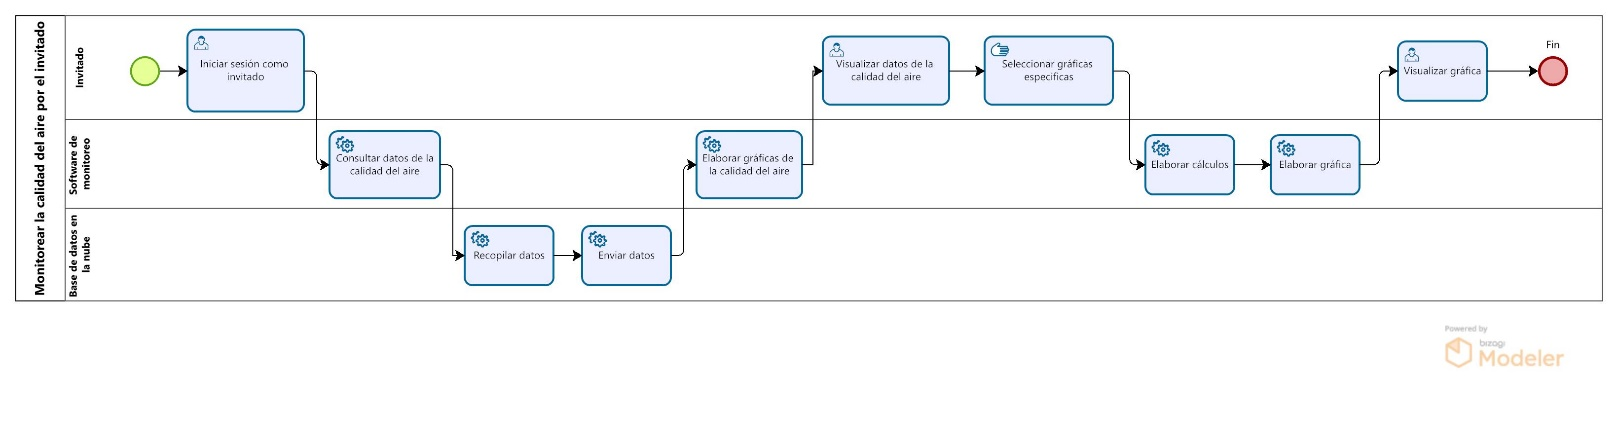 Monitorear la calidad del aire por el invitado
Invitado
Iniciar sesión como
invitado
Visualizar datos de la
calidad del aire
Seleccionar gráficas
especificas
Visualizar gráfica
Fin
Software de
monitoreo
Consultar datos de la
calidad del aire
Elaborar gráficas de
la calidad del aire
Elaborar cálculos
Elaborar gráfica
Base de datos en
la nube
Recopilar datos
Enviar datos
Powered by
bizagi
Modeler